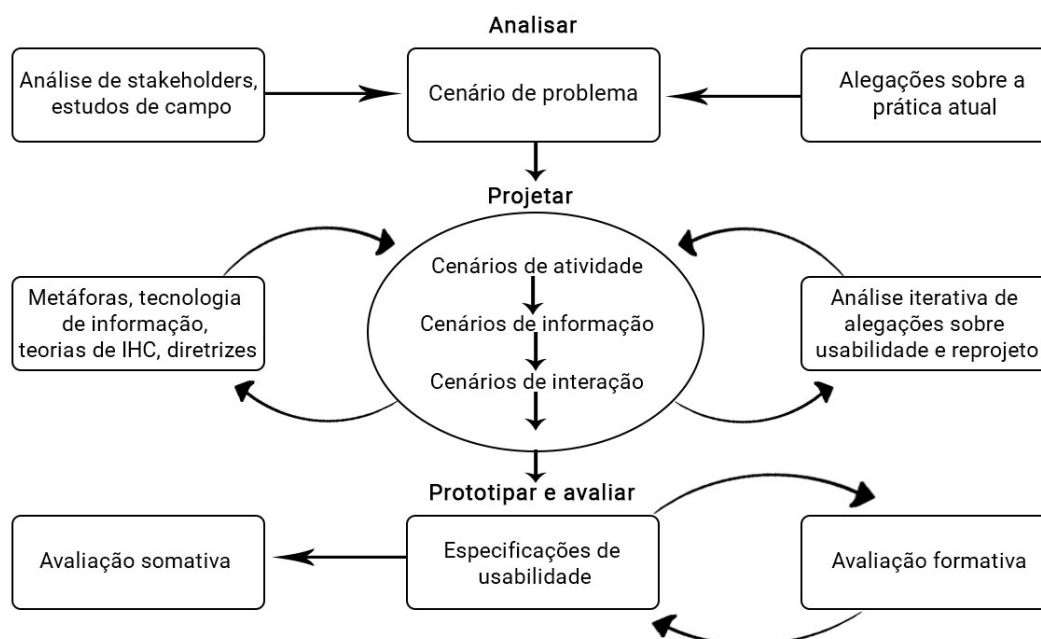 Analisar
Análise de stakeholders,
estudos de campo
Cenário de problema
Alegações sobre a
prática atual
Projetar
Metáforas, tecnologia
de informação,
teorias de IHC, diretrizes
Cenários de atividade
Cenários de informação
Cenários de interação
Análise iterativa de
alegações sobre
usabilidade e reprojeto
Prototipar e avaliar
Avaliação somativa
Especificações de
usabilidade
Avaliação formativa